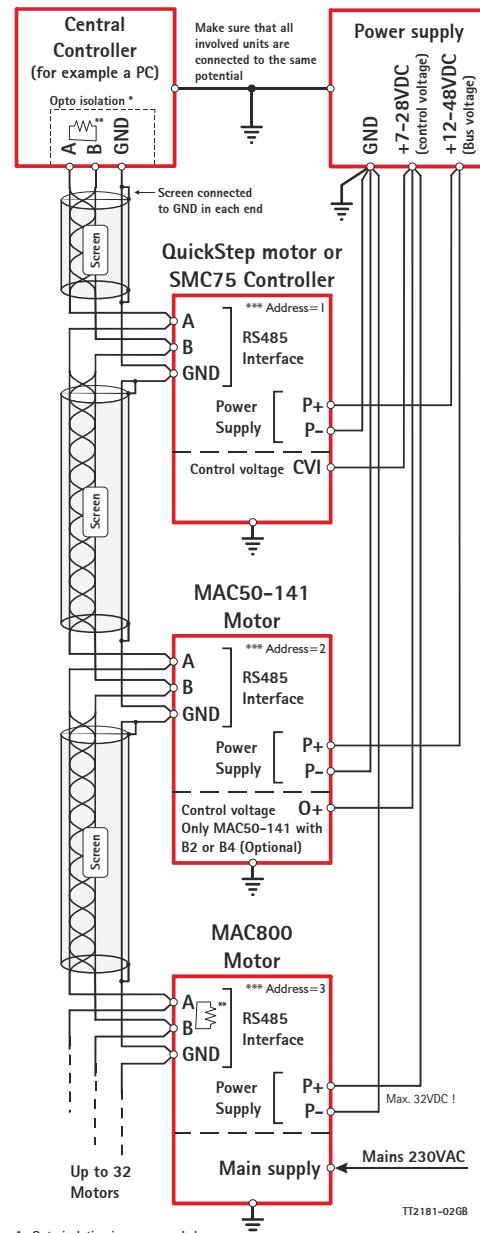 Central
Controller
(for example a PC)
Opto isolation *
**
A
B
GND
Make sure that all
involved units are
connected to the same
potential
Power supply
GND
+7-28VDC
(control voltage)
+12-48VDC
(Bus voltage)
Screen connected
to GND in each end
Screen
QuickStep motor or
SMC75 Controller
*** Address=1
A
B
GND
RS485
Interface
Power
Supply
P+
P-
Control voltage CVI
Screen
MAC50-141
Motor
*** Address=2
A
B
GND
RS485
Interface
Power
Supply
P+
P-
Control voltage O+
Only MAC50-141 with
B2 or B4 (Optional)
Screen
MAC800
Motor
*** Address=3
A
**
B
GND
RS485
Interface
Power
Supply
P+
P-
Max. 32VDC !
Main supply
Mains 230VAC
Up to 32
Motors
TT2181-02GB